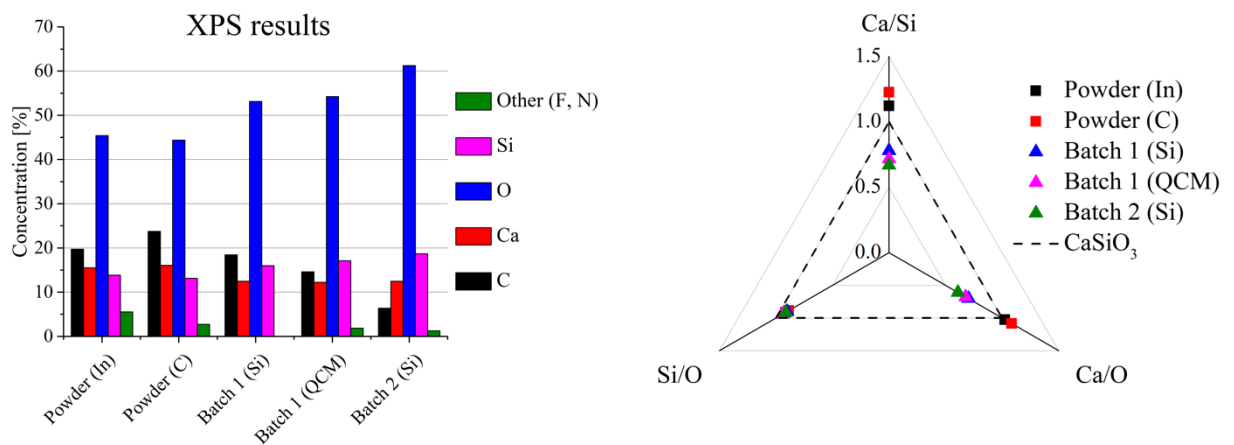 XPS results
Concentration [%]
70
60
50
40
30
20
10
0
Powder (In)
Powder (C)
Batch 1 (Si)
Batch 1 (QCM)
Batch 2 (Si)
Other (F, N)
Si
O
Ca
C
Ca/Si
1.5
1.0
0.5
0.0
Si/O
Ca/O
Powder (In)
Powder (C)
Batch 1 (Si)
Batch 1 (QCM)
Batch 2 (Si)
CaSiO₃